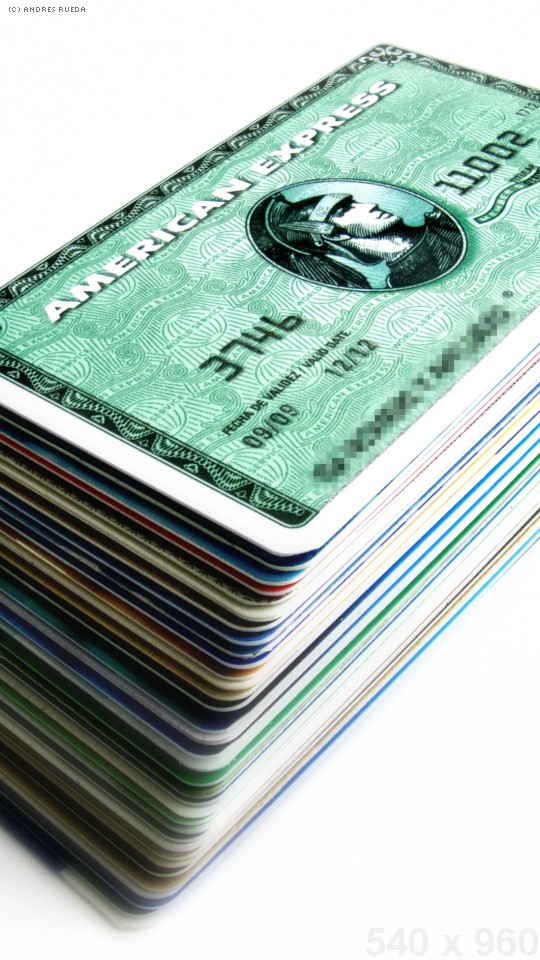 (C) ANDRES RUEDA
AMERICAN EXPRESS
11002
3746
FECHA DE VALIDEZ / VALID DATE
09/09 12/12
540 x 960